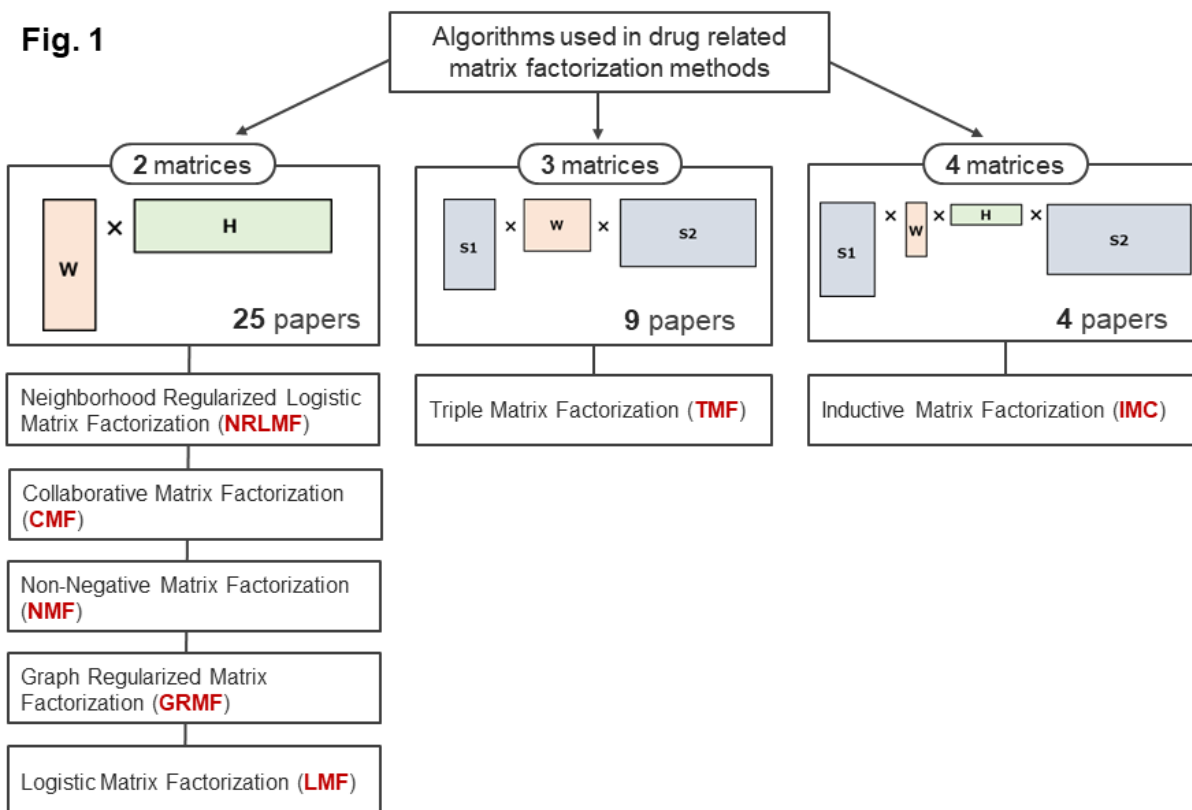 Fig. 1
Algorithms used in drug related
matrix factorization methods
2 matrices
W
×
H
25 papers
Neighborhood Regularized Logistic
Matrix Factorization (NRLMF)
Collaborative Matrix Factorization
(CMF)
Non-Negative Matrix Factorization
(NMF)
Graph Regularized Matrix
Factorization (GRMF)
Logistic Matrix Factorization (LMF)
3 matrices
S1 × W × S2
9 papers
Triple Matrix Factorization (TMF)
4 matrices
S1 × W × H × S2
4 papers
Inductive Matrix Factorization (IMC)